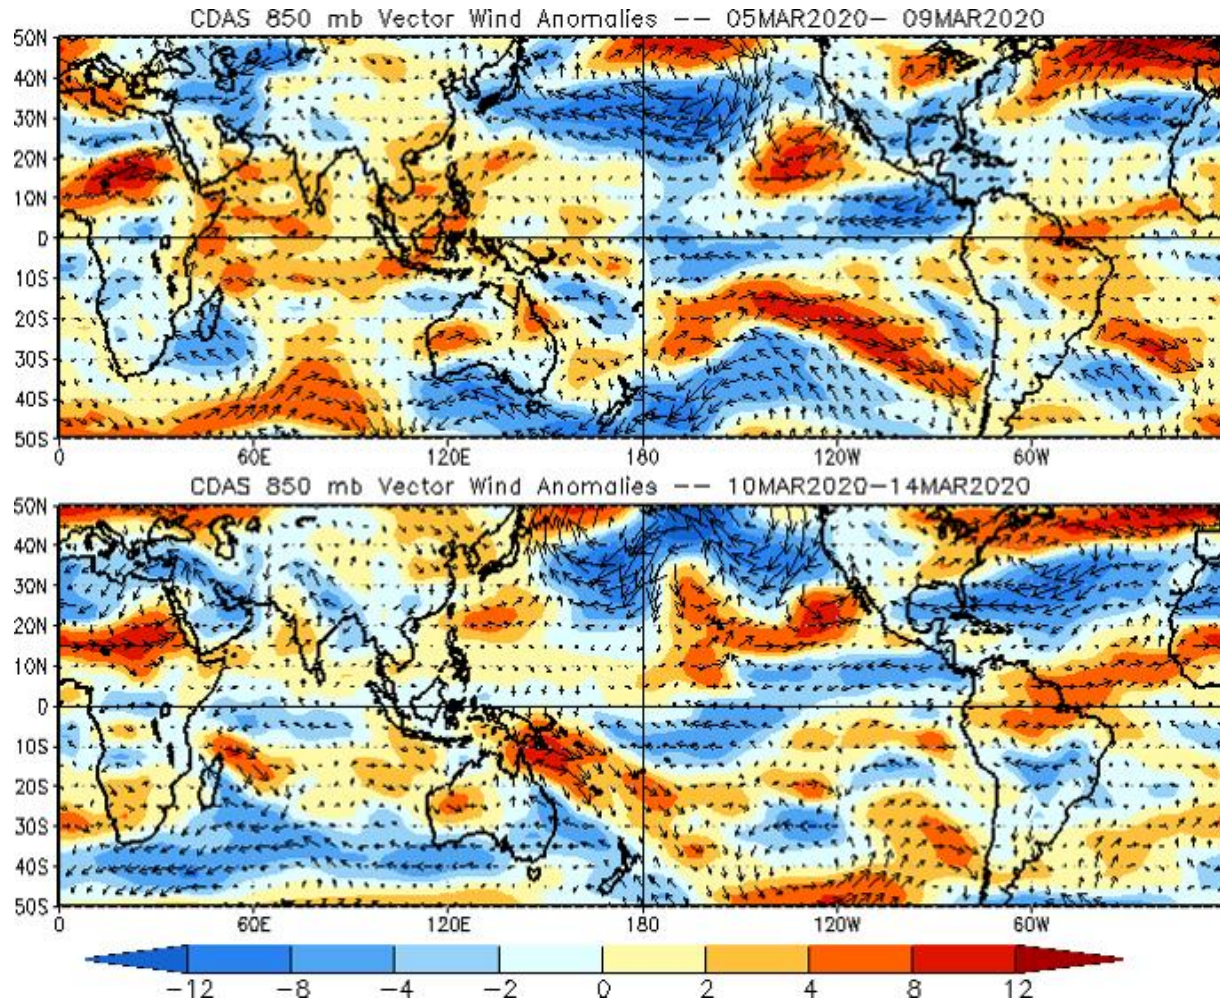 CDAS 850 mb Vector Wind Anomalies -- 05MAR2020- 09MAR2020
50N
40N
30N
20N
10N
0
10S
20S
30S
40S
50S
0 60E 120E 180 120W 60W
CDAS 850 mb Vector Wind Anomalies -- 10MAR2020-14MAR2020
50N
40N
30N
20N
10N
0
10S
20S
30S
40S
50S
0 60E 120E 180 120W 60W
-12 -8 -4 -2 0 2 4 8 12